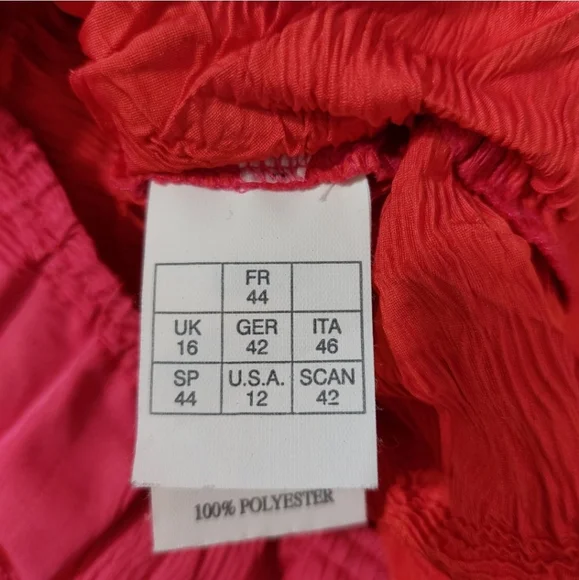 FR
44
UK GER ITA
16 42 46
SP U.S.A. SCAN
44 12 42
100% POLYESTER